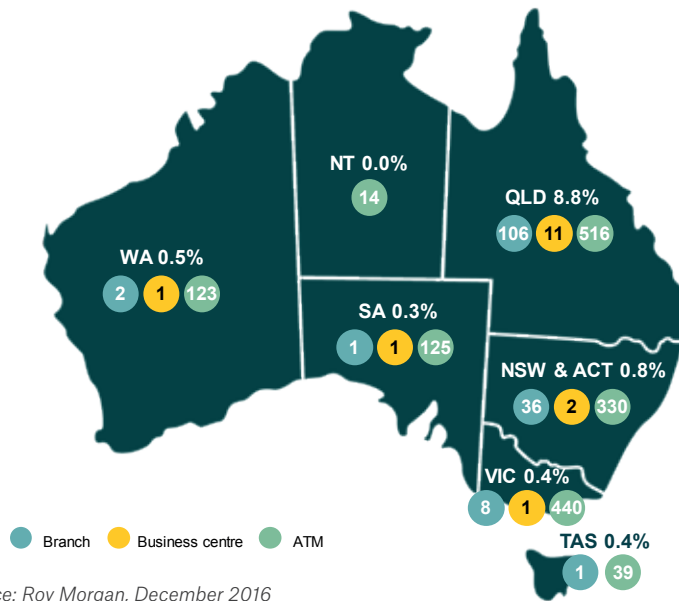 NT 0.0%
14
QLD 8.8%
106 11 516
WA 0.5%
2 1 123
SA 0.3%
1 1 125
NSW & ACT 0.8%
36 2 330
VIC 0.4%
8 1 440
Branch Business centre ATM
TAS 0.4%
1 39
ce: Roy Morgan, December 2016